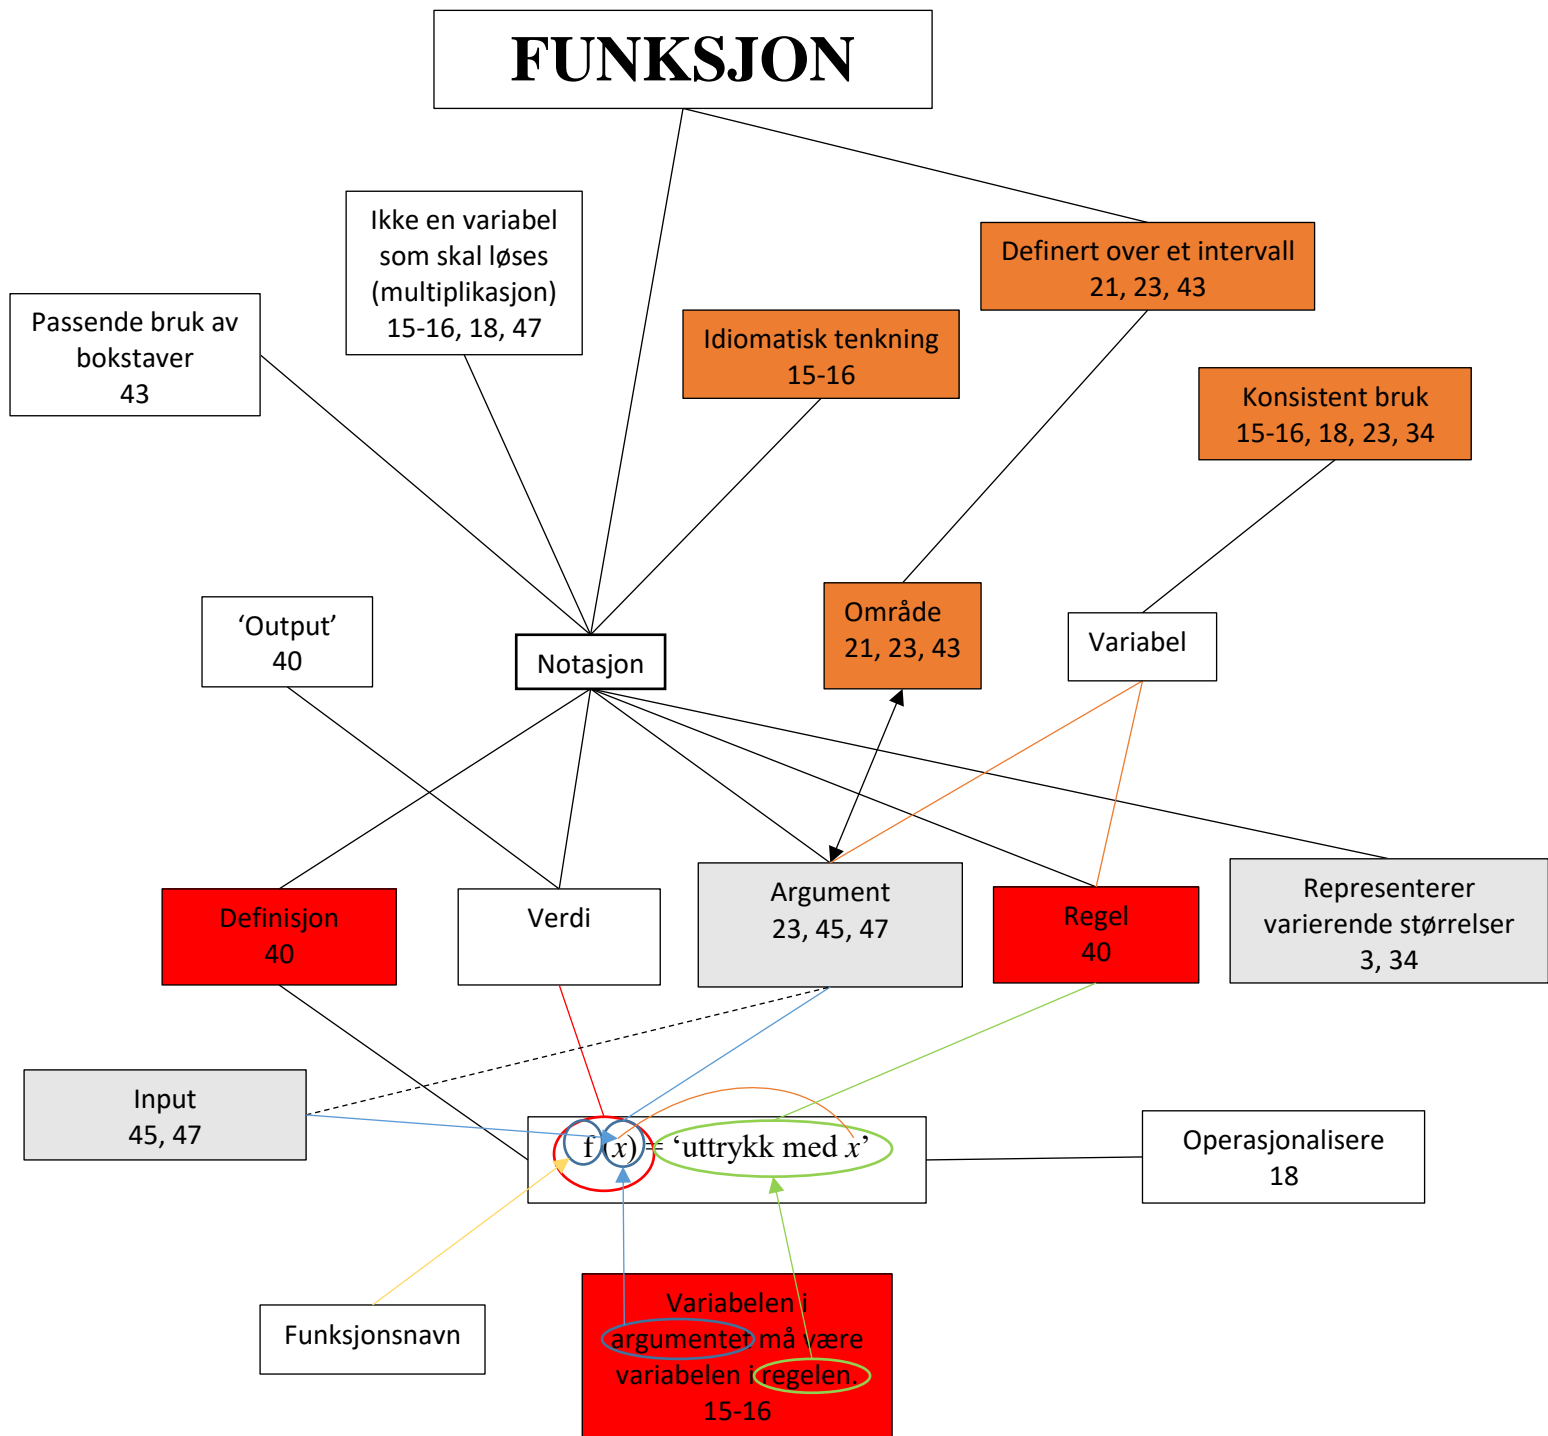 FUNKSJON
Ikke en variabel
som skal løses
(multiplikasjon)
15-16, 18, 47
Definert over et intervall
21, 23, 43
Passende bruk av
bokstaver
43
Idiomatisk tenkning
15-16
Konsistent bruk
15-16, 18, 23, 34
‘Output’
40
Notasjon
Område
21, 23, 43
Variabel
Definisjon
40
Verdi
Argument
23, 45, 47
Regel
40
Representerer
varierende størrelser
3, 34
Input
45, 47
f (x) = ‘uttrykk med x’
Operasjonalisere
18
Funksjonsnavn
Variabelen i
argumentet må være
variabelen i regelen.
15-16